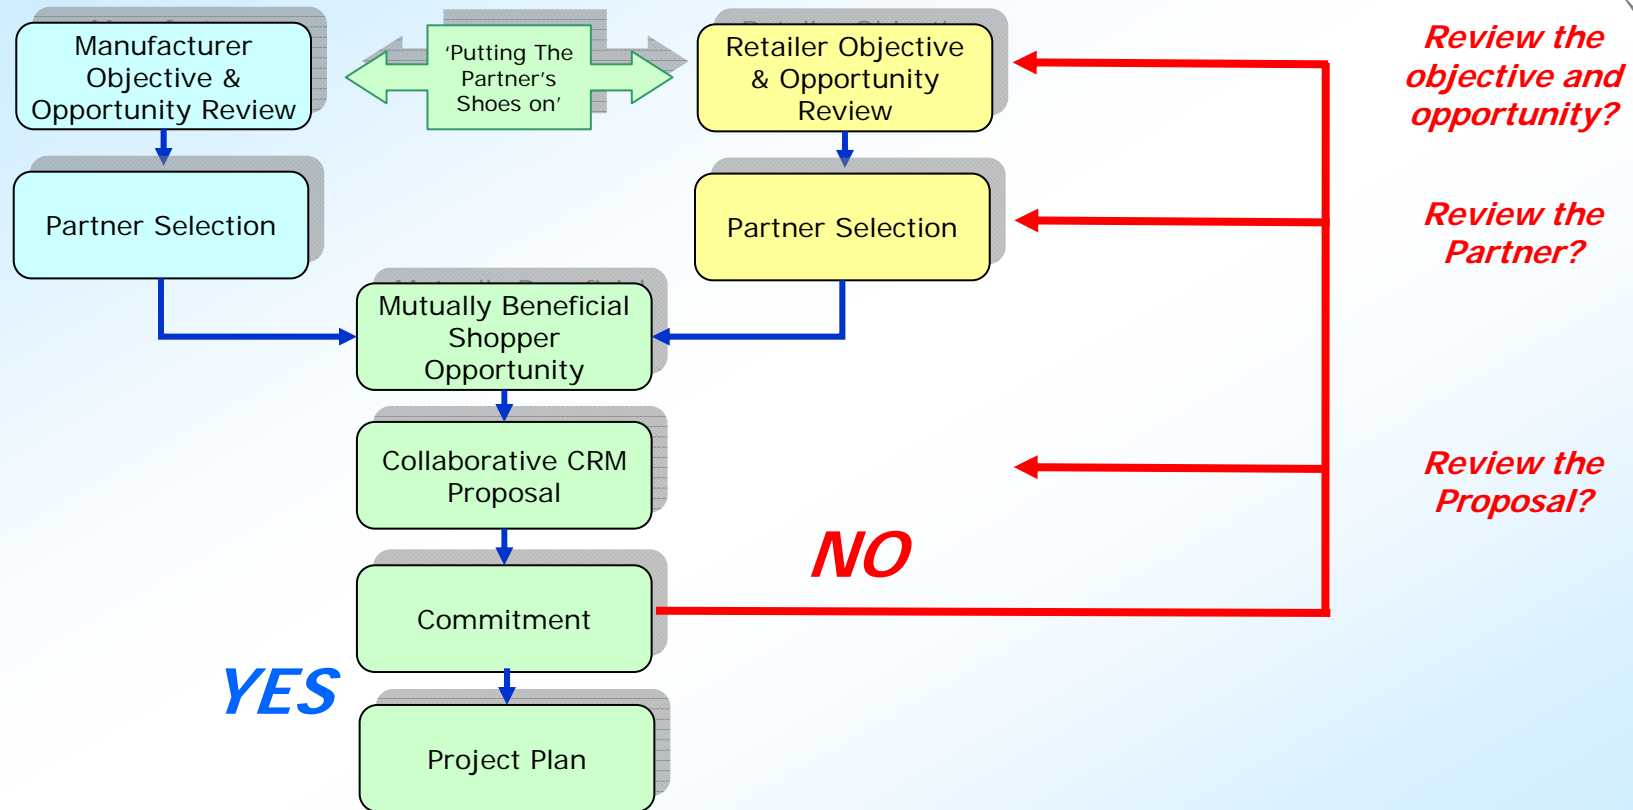 Manufacturer
Objective &
Opportunity Review
‘Putting The
Partner's
Shoes on’
Retailer Objective
& Opportunity
Review
Review the
objective and
opportunity?
Partner Selection
Partner Selection
Review the
Partner?
Mutually Beneficial
Shopper
Opportunity
Collaborative CRM
Proposal
Review the
Proposal?
NO
Commitment
YES
Project Plan